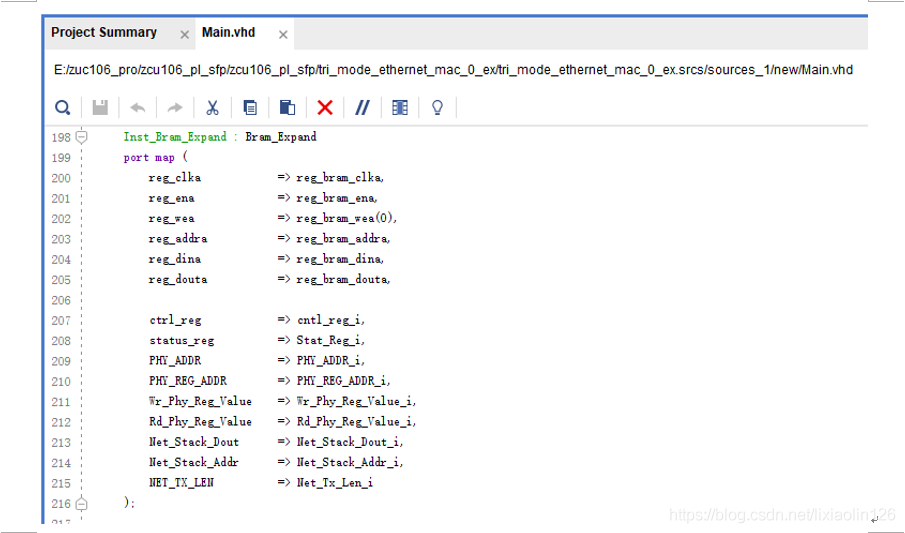 Project Summary × Main.vhd ×
E:/zuc106_pro/zcu106_pl_sfp/zcu106_pl_sfp/tri_mode_ethernet_mac_0_ex/tri_mode_ethernet_mac_0_ex.srcs/sources_1/new/Main.vhd
198 Inst_Bram_Expand : Bram_Expand
199 port map (
200 reg_clka => reg_bram_clka,
201 reg_ena => reg_bram_ena,
202 reg_wea => reg_bram_wea(0),
203 reg_addra => reg_bram_addra,
204 reg_dina => reg_bram_dina,
205 reg_douta => reg_bram_douta,
206
207 ctrl_reg => cntl_reg_i,
208 status_reg => Stat_Reg_i,
209 PHY_ADDR => PHY_ADDR_i,
210 PHY_REG_ADDR => PHY_REG_ADDR_i,
211 Wr_Phy_Reg_Value => Wr_Phy_Reg_Value_i,
212 Rd_Phy_Reg_Value => Rd_Phy_Reg_Value_i,
213 Net_Stack_Dout => Net_Stack_Dout_i,
214 Net_Stack_Addr => Net_Stack_Addr_i,
215 NET_TX_LEN => Net_Tx_Len_i
216 );
217
https://blog.csdn.net/lixiaolin126